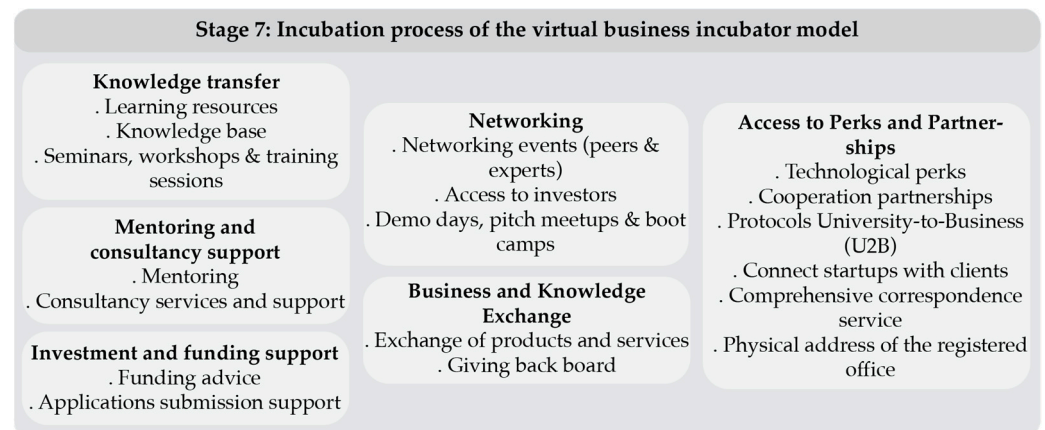 Stage 7: Incubation process of the virtual business incubator model
Knowledge transfer
. Learning resources
. Knowledge base
. Seminars, workshops & training
sessions
Mentoring and
consultancy support
. Mentoring
. Consultancy services and support
Investment and funding support
. Funding advice
. Applications submission support
Networking
. Networking events (peers &
experts)
. Access to investors
. Demo days, pitch meetups & boot
camps
Business and Knowledge
Exchange
. Exchange of products and services
. Giving back board
Access to Perks and Partner-
ships
. Technological perks
. Cooperation partnerships
. Protocols University-to-Business
(U2B)
. Connect startups with clients
. Comprehensive correspondence
service
. Physical address of the registered
office